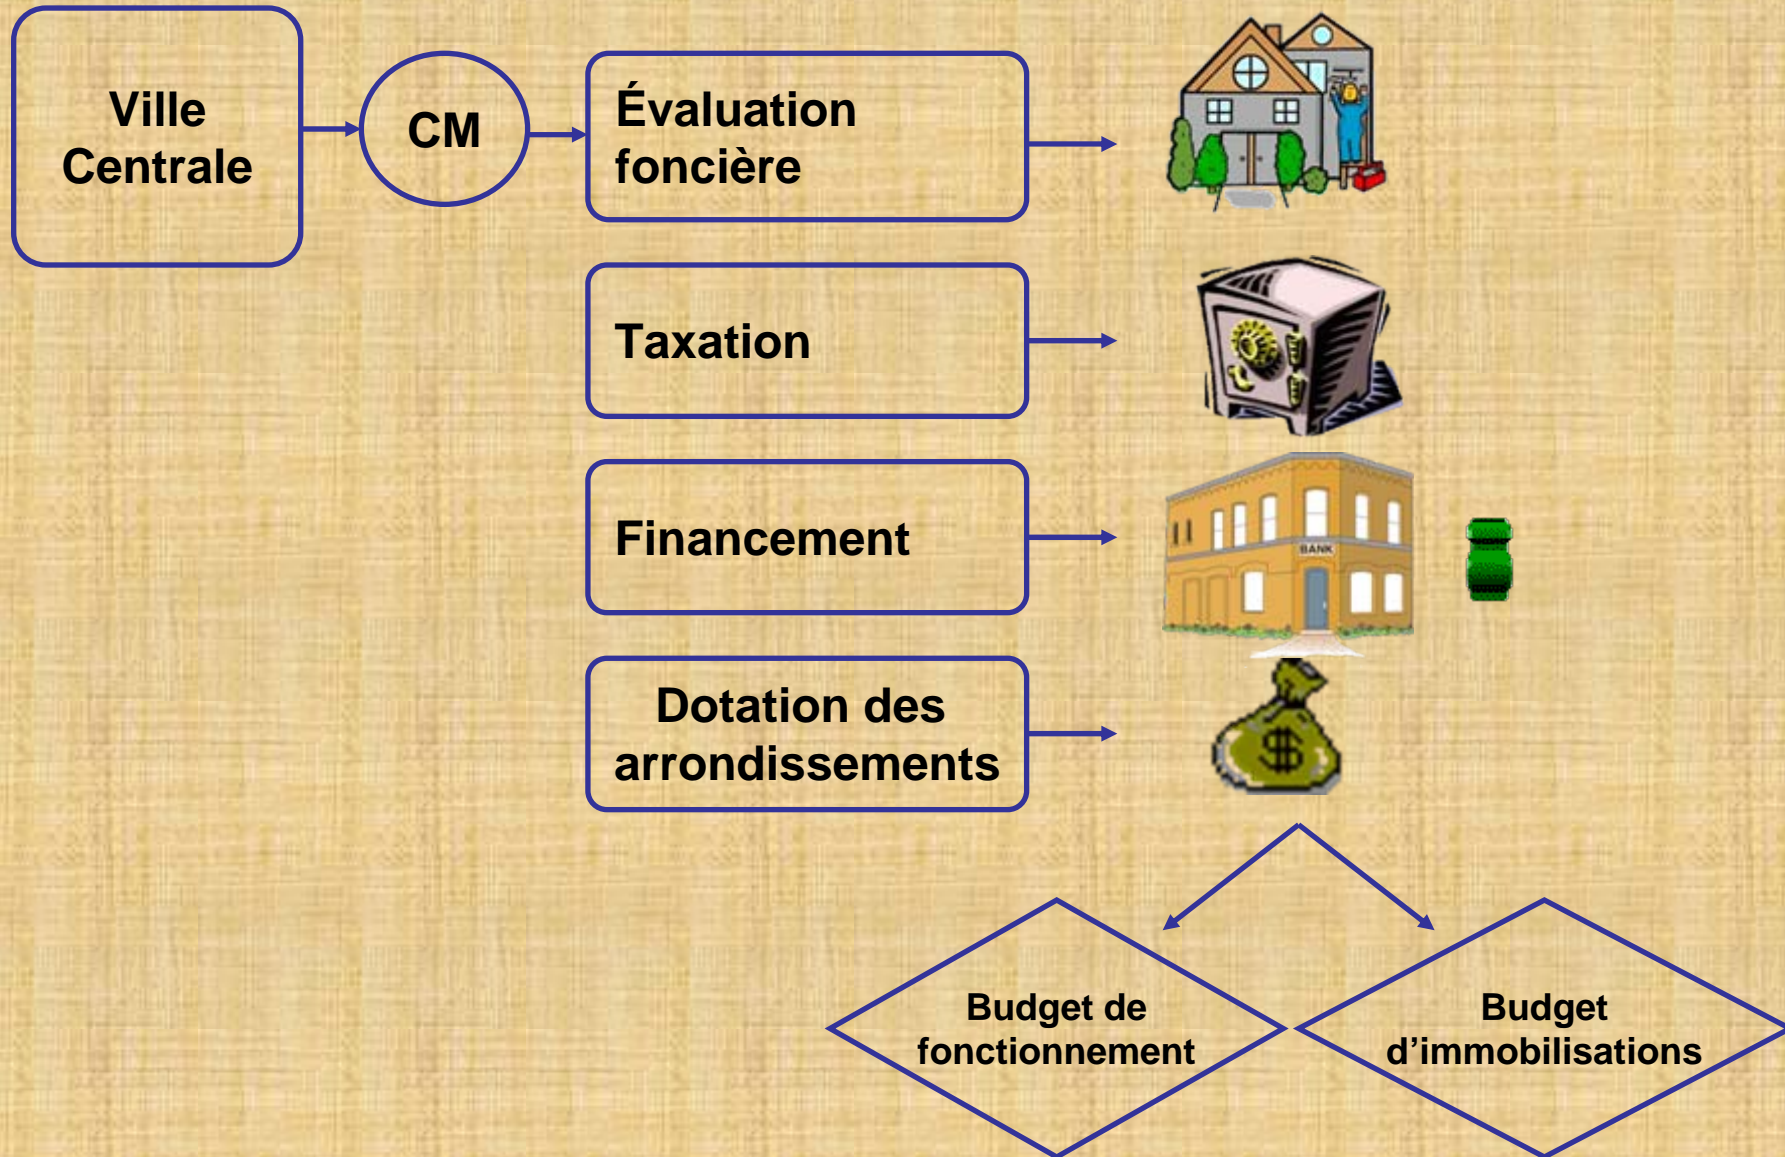 Ville
Centrale
CM
Évaluation
foncière
Taxation
Financement
BANK
Dotation des
arrondissements
$
Budget de
fonctionnement
Budget
d’immobilisations